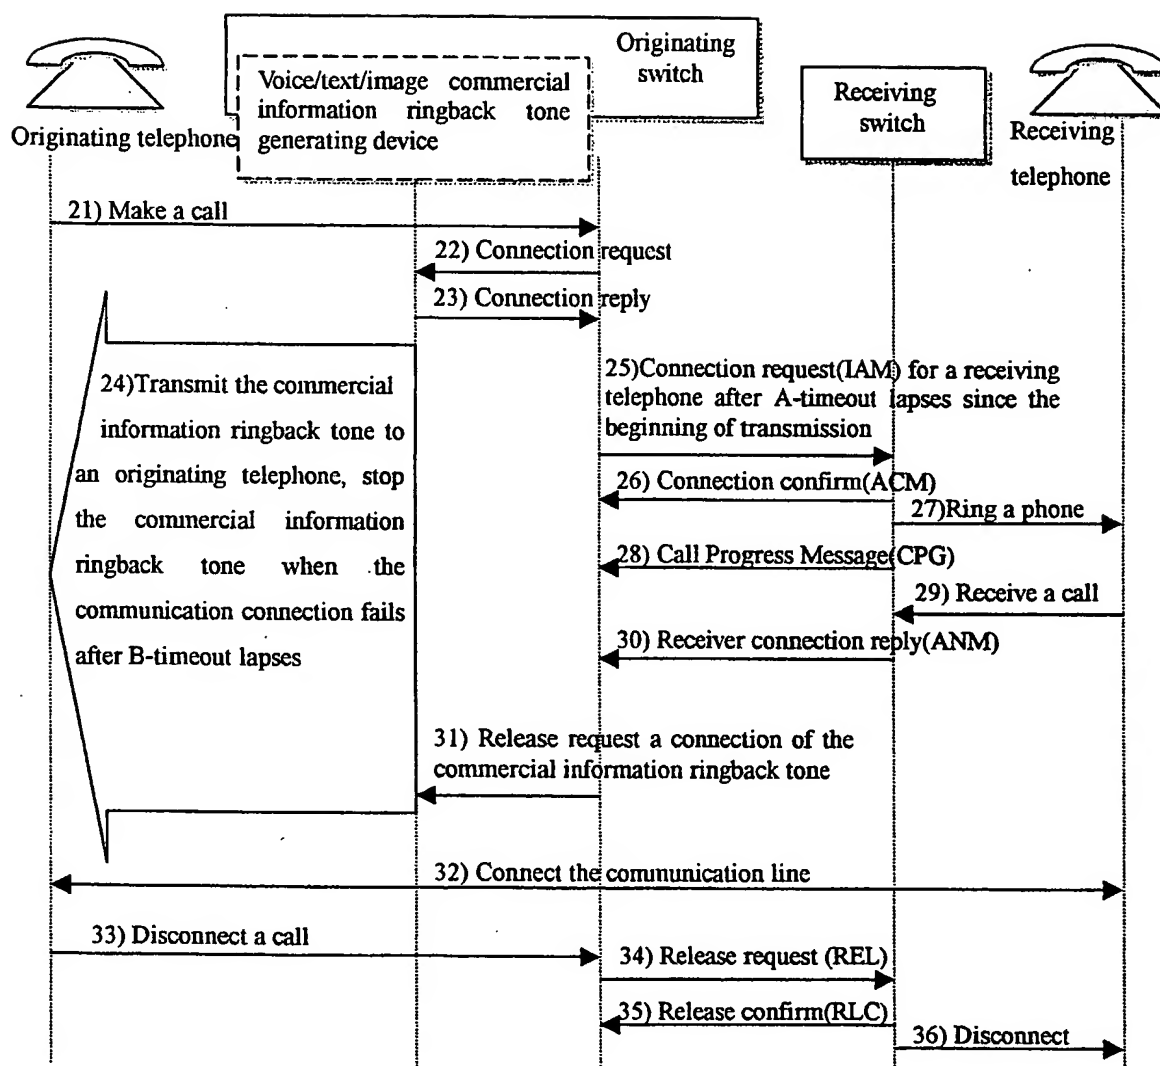 Originating
switch
Voice/text/image commercial
information ringback tone
generating device
Receiving
switch
Originating telephone
Receiving
telephone
21) Make a call
22) Connection request
23) Connection reply
24)Transmit the commercial
information ringback tone to
an originating telephone, stop
the commercial information
ringback tone when the
communication connection fails
after B-timeout lapses
25)Connection request(IAM) for a receiving
telephone after A-timeout lapses since the
beginning of transmission
26) Connection confirm(ACM)
27)Ring a phone
28) Call Progress Message(CPG)
29) Receive a call
30) Receiver connection reply(ANM)
31) Release request a connection of the
commercial information ringback tone
32) Connect the communication line
33) Disconnect a call
34) Release request (REL)
35) Release confirm(RLC)
36) Disconnect